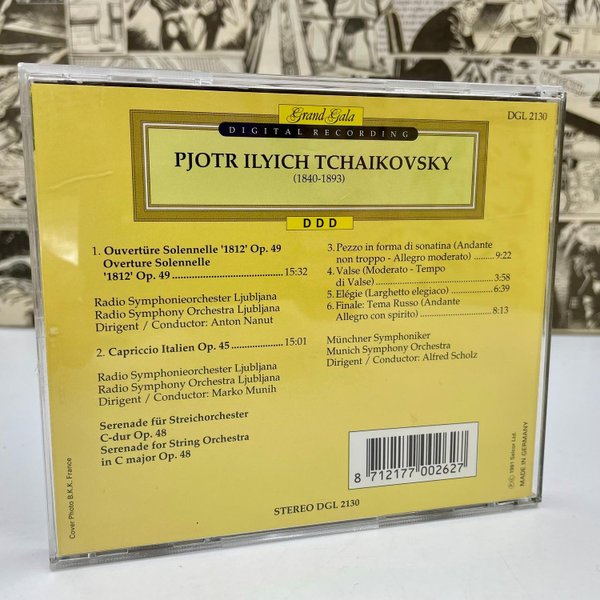 Grand Gala
DGL 2130
DIGITAL RECORDING
PJOTR ILYICH TCHAIKOVSKY
(1840-1893)
DDD
1. Ouvertüre Solennelle '1812' Op. 49
Overture Solennelle
'1812' Op. 49 ........................ 15:32
Radio Symphonieorchester Ljubljana
Radio Symphony Orchestra Ljubljana
Dirigent / Conductor: Anton Nanut
2. Capriccio Italien Op. 45 ................ 15:01
Radio Symphonieorchester Ljubljana
Radio Symphony Orchestra Ljubljana
Dirigent / Conductor: Marko Munih
Serenade für Streichorchester
C-dur Op. 48
Serenade for String Orchestra
in C major Op. 48
3. Pezzo in forma di sonatina (Andante
non troppo - Allegro moderato) ........ 9:22
4. Valse (Moderato - Tempo
di Valse) .............................. 3:58
5. Elégie (Larghetto elegiaco) .......... 6:39
6. Finale: Tema Russo (Andante
Allegro con spirito) .................. 8:13
Münchner Symphoniker
Munich Symphony Orchestra
Dirigent / Conductor: Alfred Scholz
8 712177 002627
℗© 1991 Selcor Ltd.
MADE IN GERMANY
Cover Photo B.K.K. France
STEREO DGL 2130